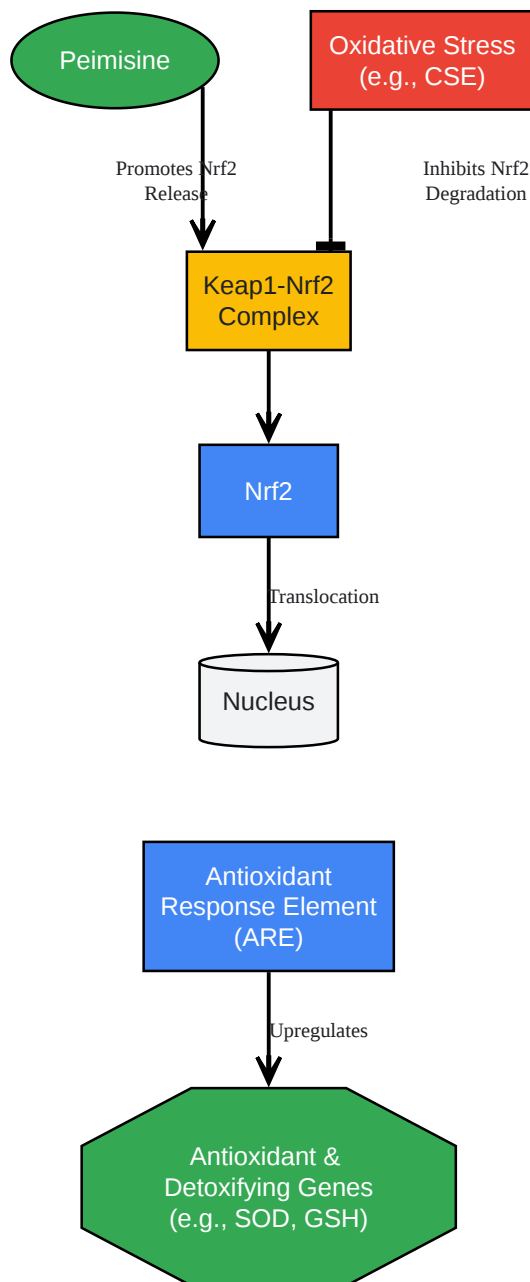 Peimisine
Oxidative Stress
(e.g., CSE)
Promotes Nrf2
Release
Inhibits Nrf2
Degradation
Keap1-Nrf2
Complex
Nrf2
Translocation
Nucleus
Antioxidant
Response Element
(ARE)
Upregulates
Antioxidant &
Detoxifying Genes
(e.g., SOD, GSH)